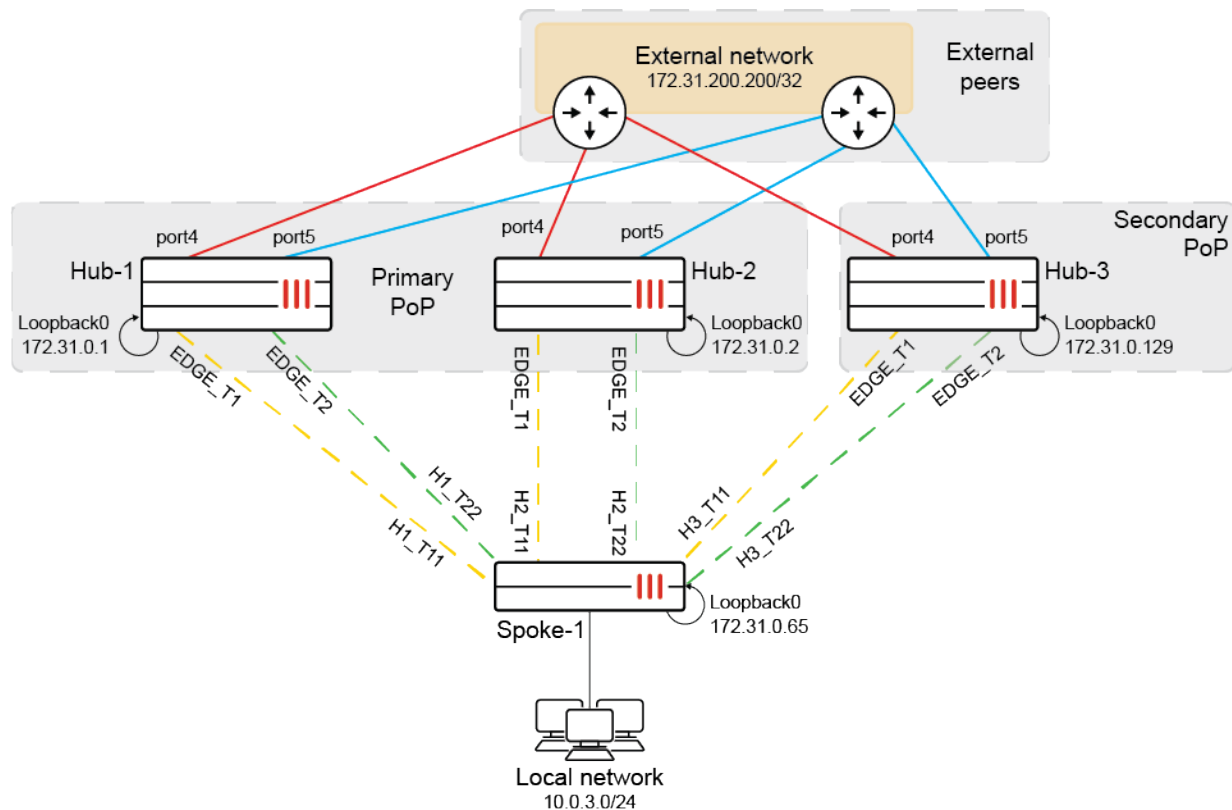 External network
172.31.200.200/32
External
peers
port4
port5
Hub-1
Primary
PoP
Loopback0
172.31.0.1
port4
port5
Hub-2
Loopback0
172.31.0.2
Secondary
PoP
port4
port5
Hub-3
Loopback0
172.31.0.129
EDGE_T1
EDGE_T2
EDGE_T1
EDGE_T2
EDGE_T1
EDGE_T2
H1_T11
H1_T22
H2_T11
H2_T22
H3_T11
H3_T22
Spoke-1
Loopback0
172.31.0.65
Local network
10.0.3.0/24